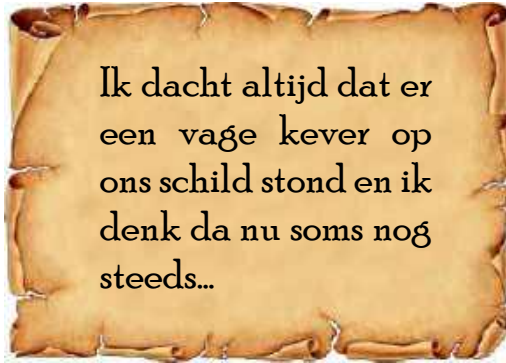 Ik dacht altijd dat er
een vage kever op
ons schild stond en ik
denk da nu soms nog
steeds...